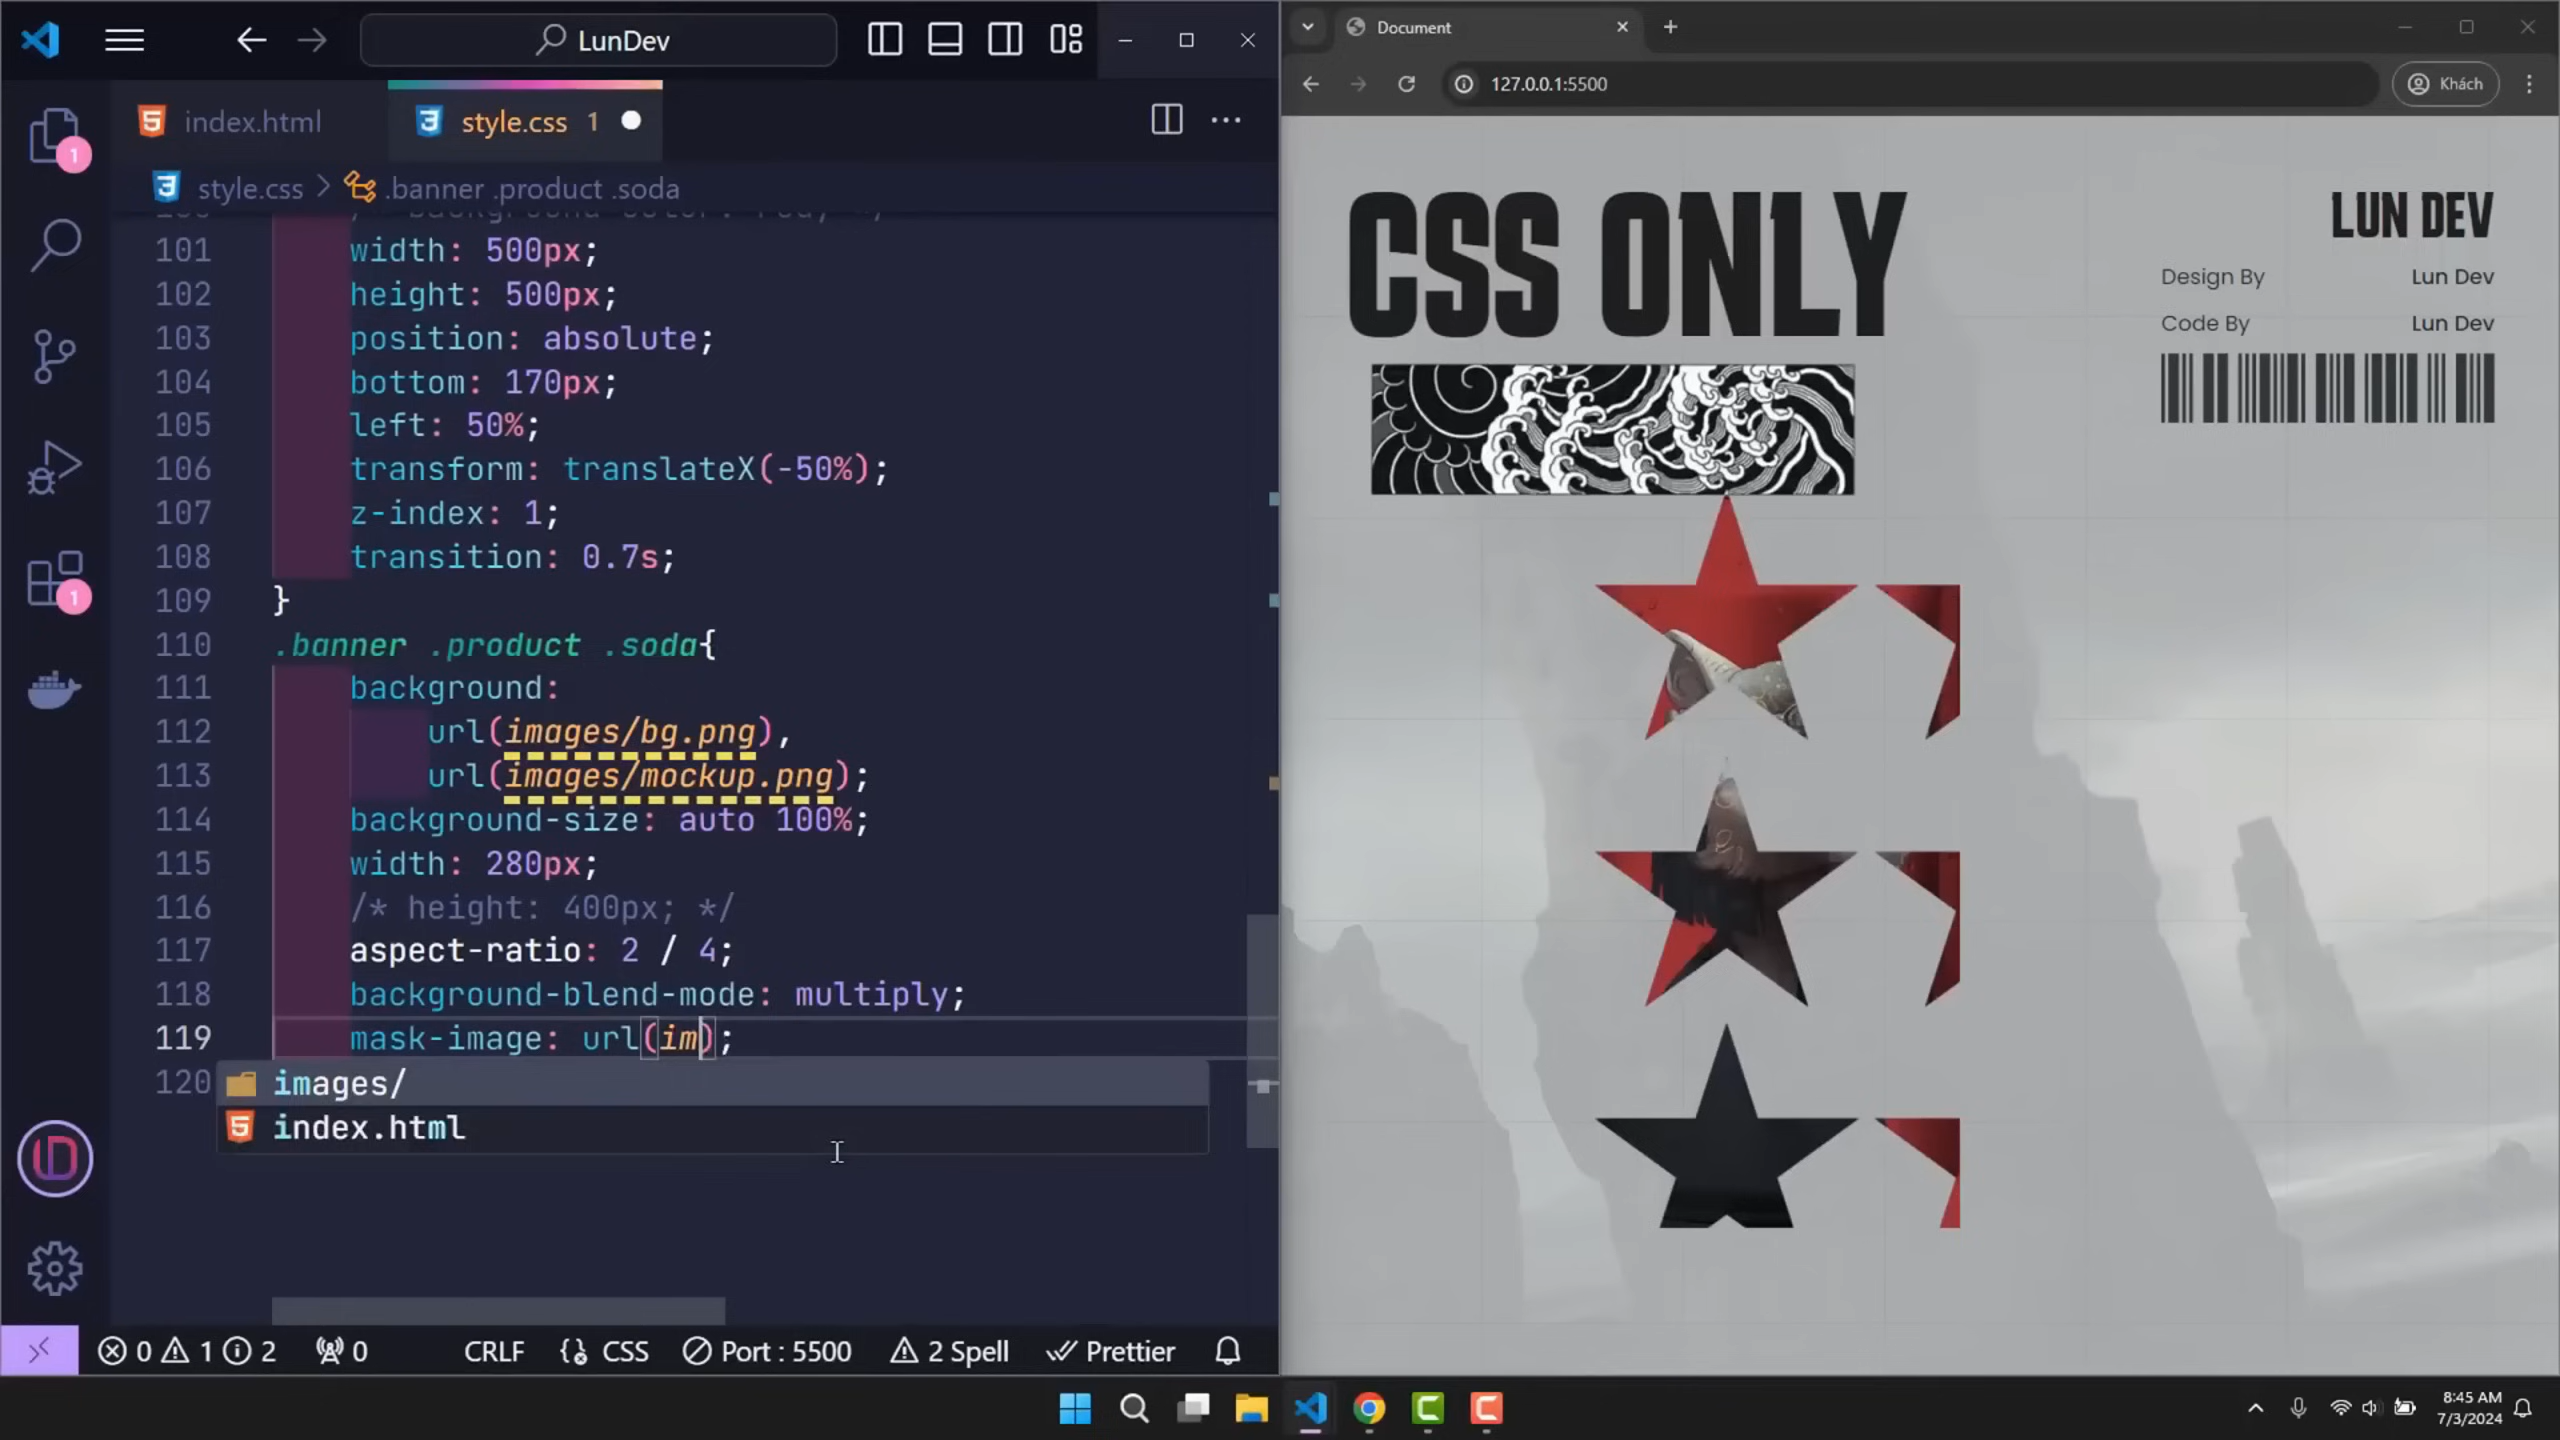 LunDev
index.html
style.css 1
style.css > .banner .product .soda
101 width: 500px;
102 height: 500px;
103 position: absolute;
104 bottom: 170px;
105 left: 50%;
106 transform: translateX(-50%);
107 z-index: 1;
108 transition: 0.7s;
109 }
110 .banner .product .soda{
111 background:
112 url(images/bg.png),
113 url(images/mockup.png);
114 background-size: auto 100%;
115 width: 280px;
116 /* height: 400px; */
117 aspect-ratio: 2 / 4;
118 background-blend-mode: multiply;
119 mask-image: url(im);
120
images/
index.html
1
1
0 1 2 0 CRLF CSS Port : 5500 2 Spell Prettier
Document
127.0.0.1:5500
Khách
CSS ONLY
LUN DEV
Design By Lun Dev
Code By Lun Dev
8:45 AM
7/3/2024